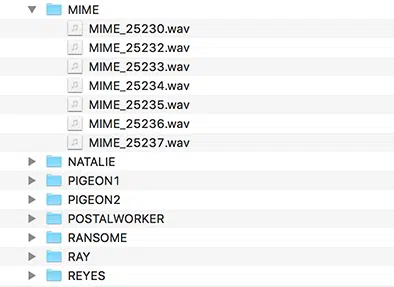 MIME
MIME_25230.wav
MIME_25232.wav
MIME_25233.wav
MIME_25234.wav
MIME_25235.wav
MIME_25236.wav
MIME_25237.wav
NATALIE
PIGEON1
PIGEON2
POSTALWORKER
RANSOME
RAY
REYES